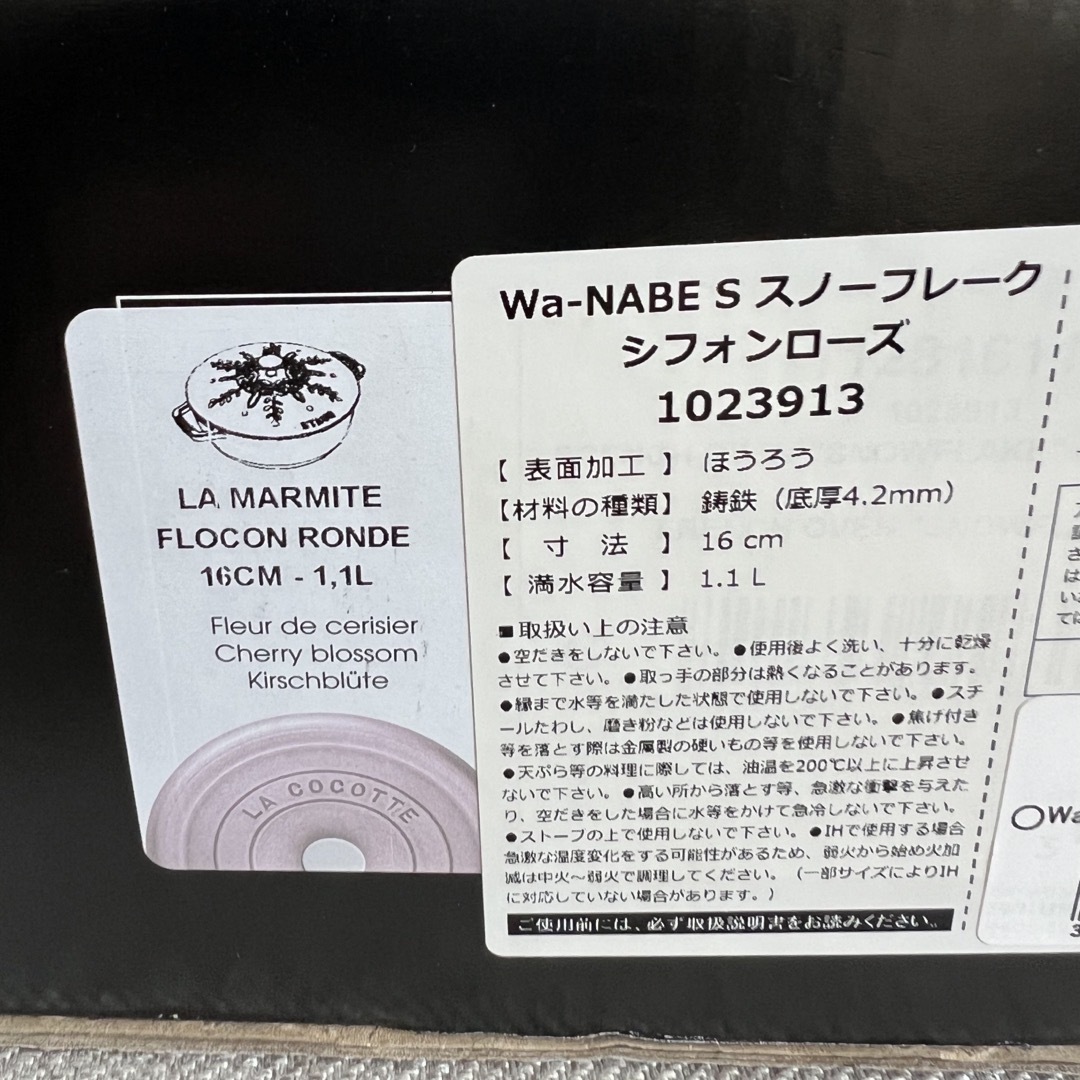 STAUB
LA MARMITE
FLOCON RONDE
16CM - 1,1L
Fleur de cerisier
Cherry blossom
Kirschblüte
LA COCOTTE
Wa-NABE S スノーフレーク
シフォンローズ
1023913
【 表面加工 】 ほうろう
【材料の種類】 鋳鉄（底厚4.2mm）
【 寸 法 】 16 cm
【 満水容量 】 1.1 L
■取扱い上の注意
●空だきをしないで下さい。●使用後よく洗い、十分に乾燥
させて下さい。●取っ手の部分は熱くなることがあります。
●縁まで水等を満たした状態で使用しないで下さい。●スチ
ールたわし、磨き粉などは使用しないで下さい。●焦げ付き
等を落とす際は金属製の硬いもの等を使用しないで下さい。
●天ぷら等の料理に際しては、油温を200℃以上に上昇させ
ないで下さい。●高い所から落とす等、急激な衝撃を与えた
り、空だきをした場合に水等をかけて急冷しないで下さい。
●ストーブの上で使用しないで下さい。●IHで使用する場合
急激な温度変化をする可能性があるため、弱火から始め火加
減は中火～弱火で調理してください。（一部サイズによりIH
に対応していない場合があります。）
ご使用前には、必ず取扱説明書をお読みください。
○Wa